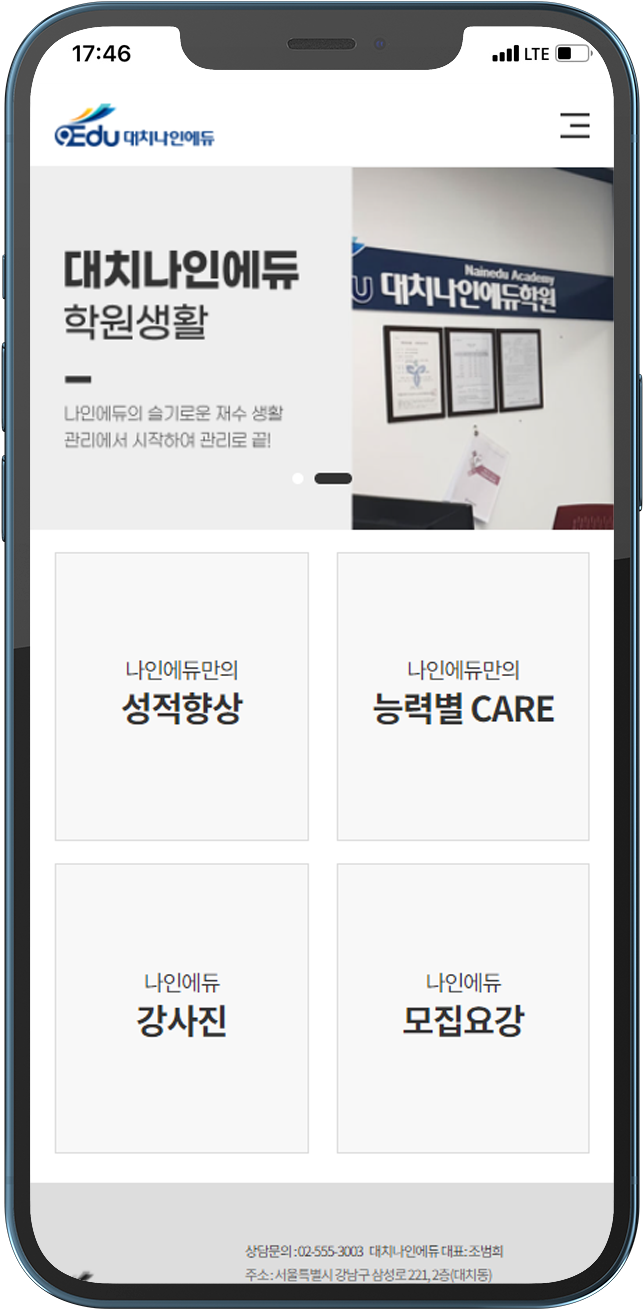 17:46
LTE
9Edu 대치나인에듀
대치나인에듀
학원생활
나인에듀의 슬기로운 재수 생활
관리에서 시작하여 관리로 끝!
Nainedu Academy
U 대치나인에듀학원
나인에듀만의
성적향상
나인에듀만의
능력별 CARE
나인에듀
강사진
나인에듀
모집요강
상담문의 : 02-555-3003 대치나인에듀 대표: 조범희
주소 : 서울특별시 강남구 삼성로 221, 2층(대치동)